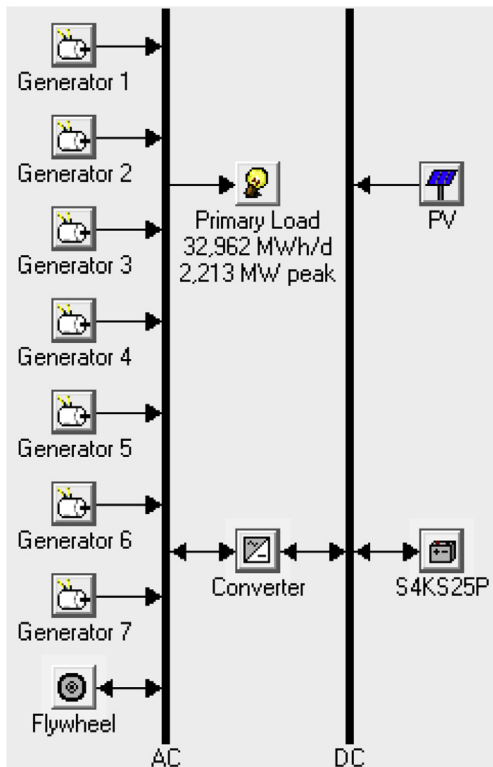 Generator 1
Generator 2
Generator 3
Generator 4
Generator 5
Generator 6
Generator 7
Flywheel
Primary Load
32,962 MWh/d
2,213 MW peak
PV
Converter
S4KS25P
AC
DC